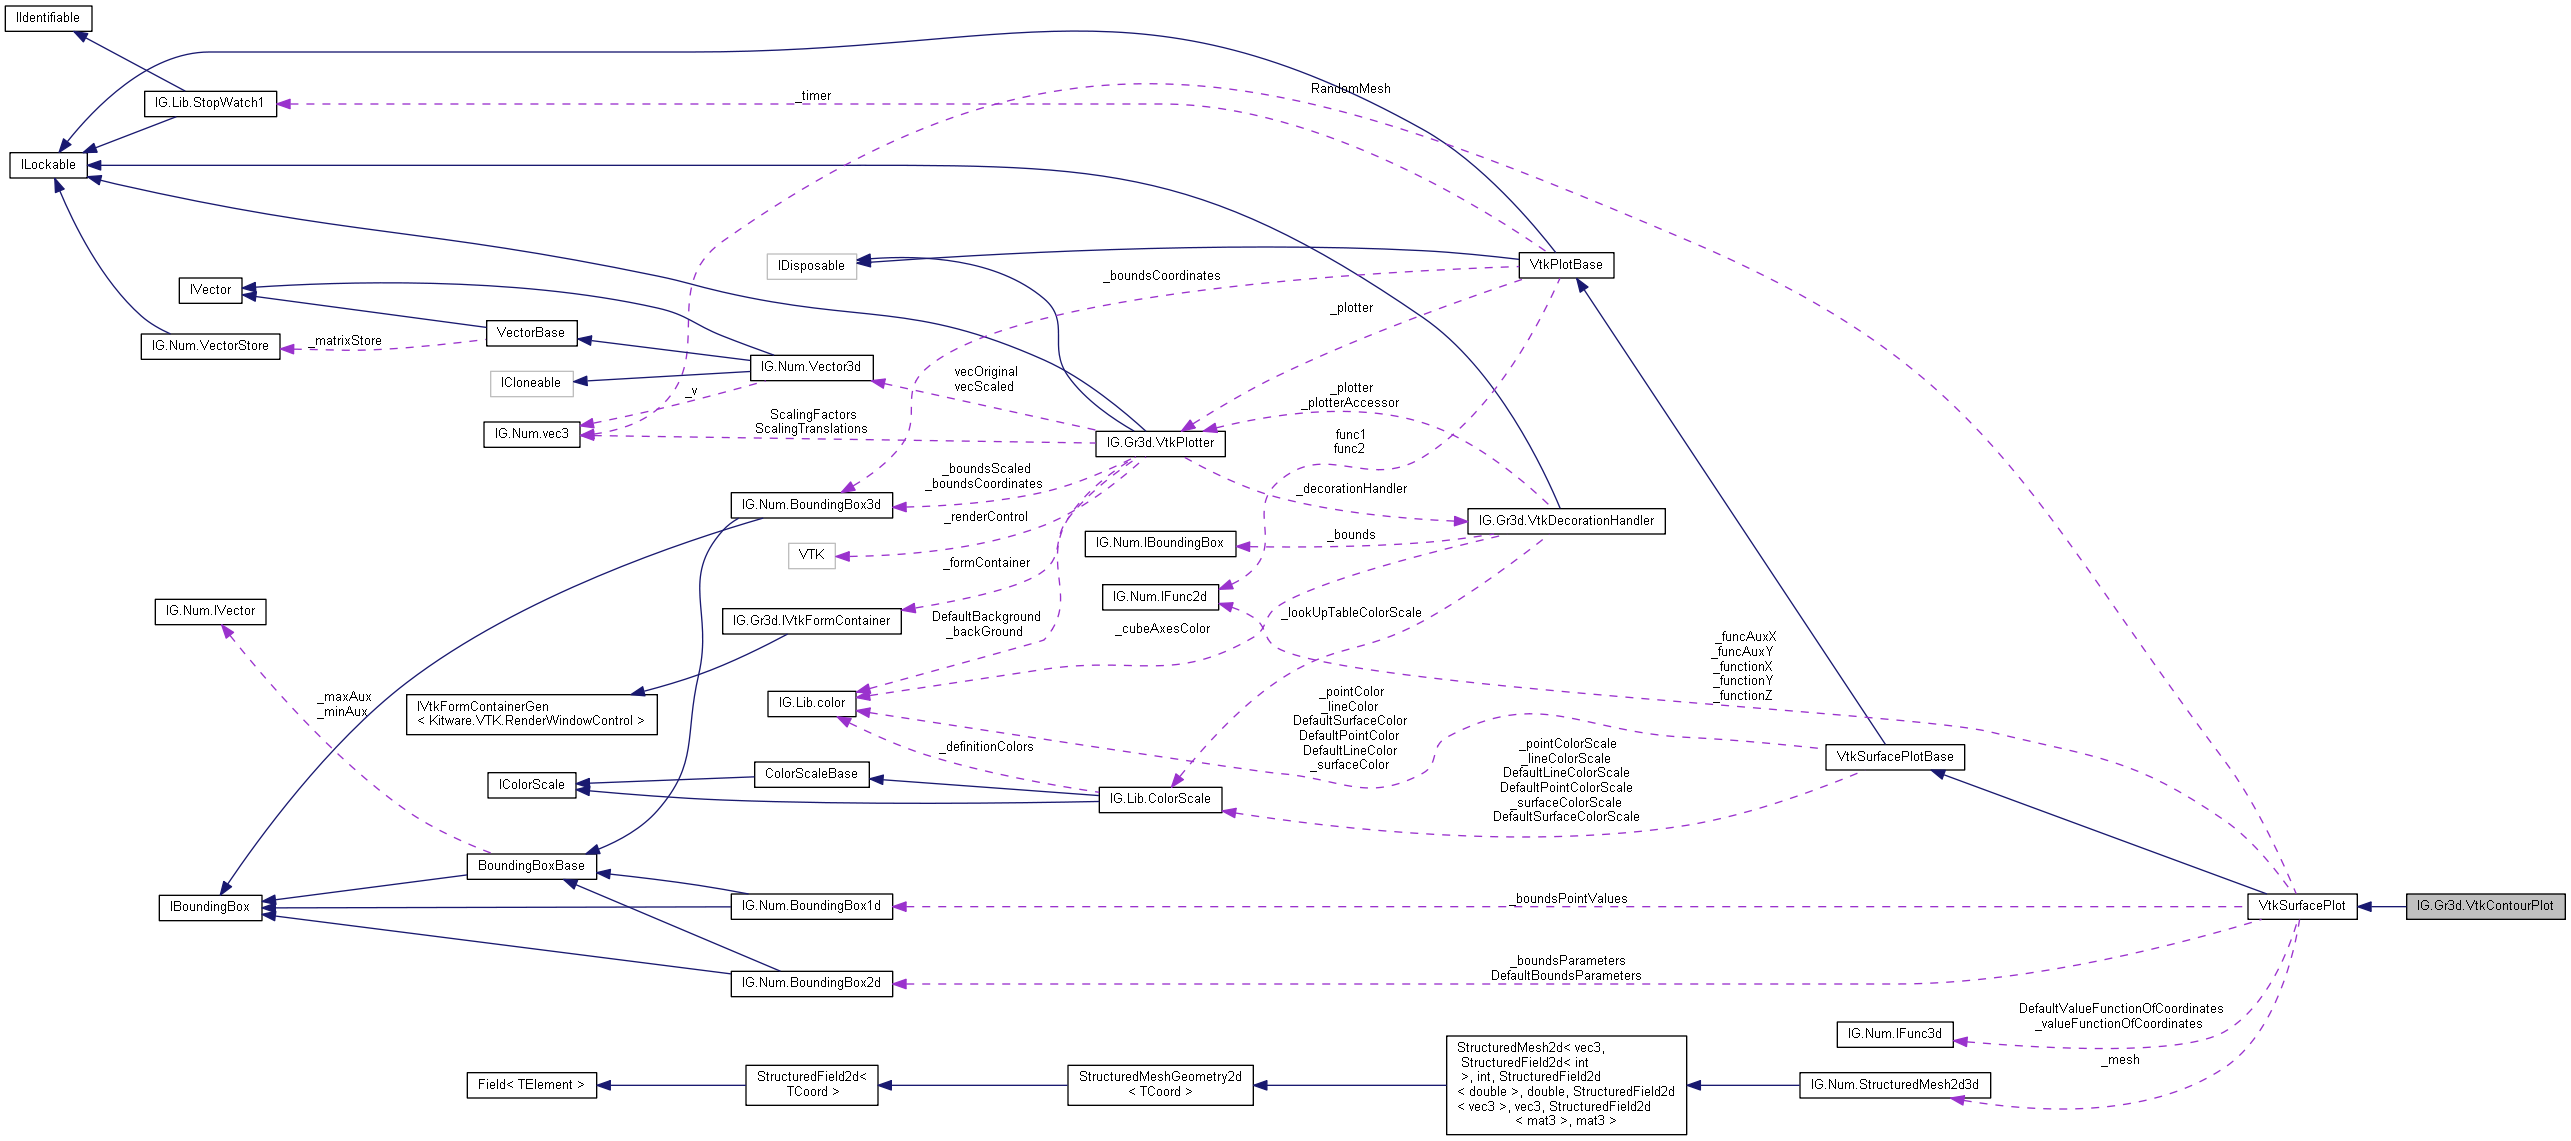 IIdentifiable
RandomMesh
_timer
IG.Lib.StopWatch1
ILockable
IDisposable
VtkPlotBase
_boundsCoordinates
IVector
_plotter
VectorBase
_matrixStore
IG.Num.VectorStore
IG.Num.Vector3d
vecOriginal
vecScaled
ICloneable
_v
_plotter
_plotterAccessor
ScalingFactors
ScalingTranslations
IG.Num.vec3
IG.Gr3d.VtkPlotter
func1
func2
_boundsScaled
_boundsCoordinates
_decorationHandler
IG.Num.BoundingBox3d
_renderControl
IG.Gr3d.VtkDecorationHandler
_bounds
IG.Num.IBoundingBox
VTK
_formContainer
IG.Num.IFunc2d
IG.Num.IVector
IG.Gr3d.IVtkFormContainer
DefaultBackground
_backGround
_cubeAxesColor
_lookUpTableColorScale
_funcAuxX
_funcAuxY
_functionX
_functionY
_functionZ
_maxAux
_minAux
IVtkFormContainerGen
< Kitware.VTK.RenderWindowControl >
IG.Lib.color
_pointColor
_lineColor
DefaultSurfaceColor
DefaultPointColor
DefaultLineColor
_surfaceColor
_definitionColors
_pointColorScale
_lineColorScale
DefaultLineColorScale
DefaultPointColorScale
_surfaceColorScale
DefaultSurfaceColorScale
VtkSurfacePlotBase
IColorScale
ColorScaleBase
IG.Lib.ColorScale
BoundingBoxBase
IBoundingBox
IG.Num.BoundingBox1d
_boundsPointValues
VtkSurfacePlot
IG.Gr3d.VtkContourPlot
IG.Num.BoundingBox2d
_boundsParameters
DefaultBoundsParameters
DefaultValueFunctionOfCoordinates
_valueFunctionOfCoordinates
IG.Num.IFunc3d
_mesh
Field< TElement >
StructuredField2d<
TCoord >
StructuredMeshGeometry2d
< TCoord >
StructuredMesh2d< vec3,
StructuredField2d< int
>, int, StructuredField2d
< double >, double, StructuredField2d
< vec3 >, vec3, StructuredField2d
< mat3 >, mat3 >
IG.Num.StructuredMesh2d3d